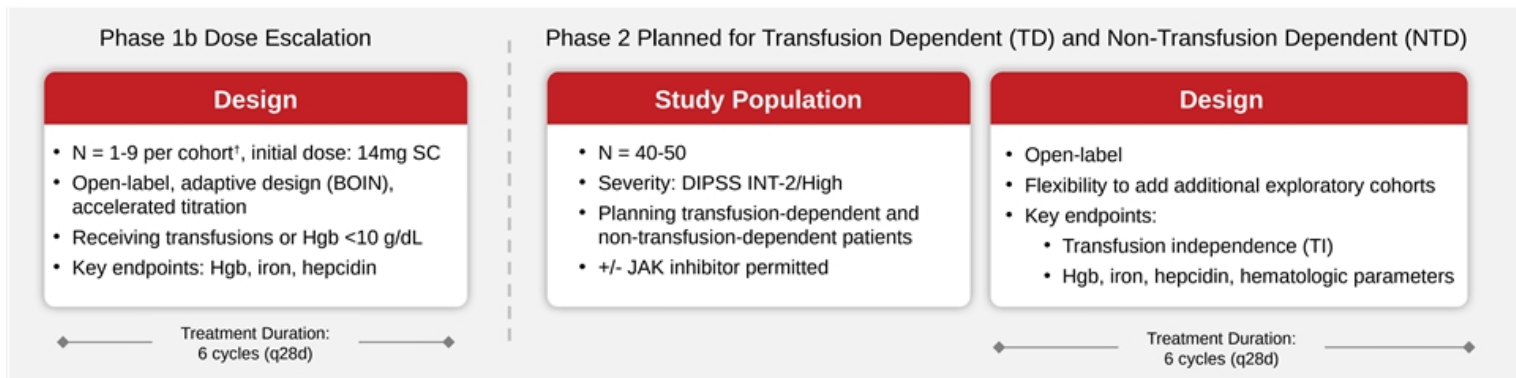 Phase 1b Dose Escalation
Design
• N = 1-9 per cohort†, initial dose: 14mg SC
• Open-label, adaptive design (BOIN),
accelerated titration
• Receiving transfusions or Hgb <10 g/dL
• Key endpoints: Hgb, iron, hepcidin
Treatment Duration:
6 cycles (q28d)
Phase 2 Planned for Transfusion Dependent (TD) and Non-Transfusion Dependent (NTD)
Study Population
• N = 40-50
• Severity: DIPSS INT-2/High
• Planning transfusion-dependent and
non-transfusion-dependent patients
• +/- JAK inhibitor permitted
Design
• Open-label
• Flexibility to add additional exploratory cohorts
• Key endpoints:
• Transfusion independence (TI)
• Hgb, iron, hepcidin, hematologic parameters
Treatment Duration:
6 cycles (q28d)